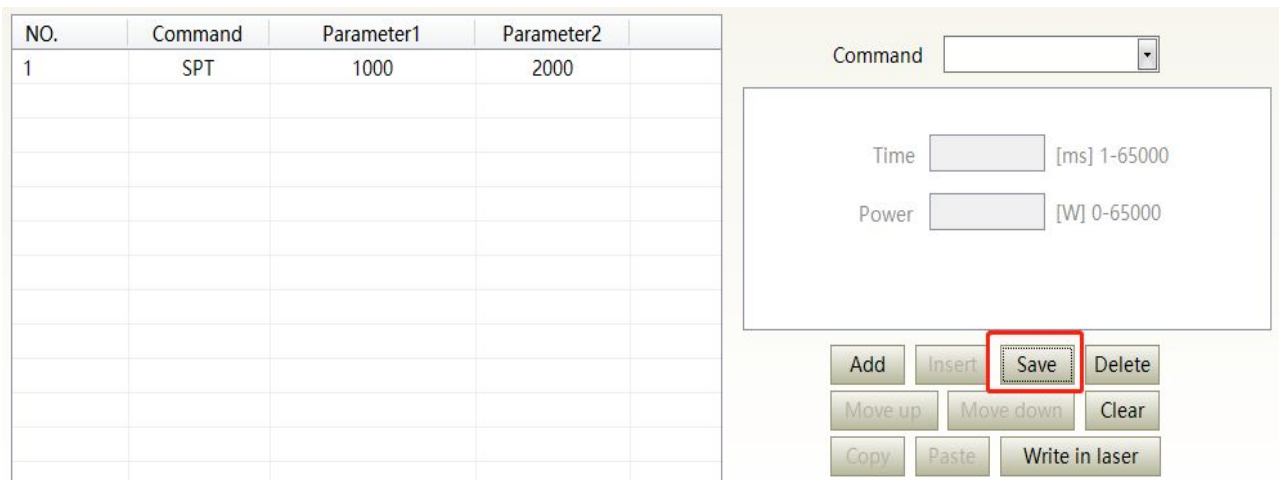 NO. Command Parameter1 Parameter2
1 SPT 1000 2000
Command
Time [ms] 1-65000
Power [W] 0-65000
Add Insert Save Delete
Move up Move down Clear
Copy Paste Write in laser